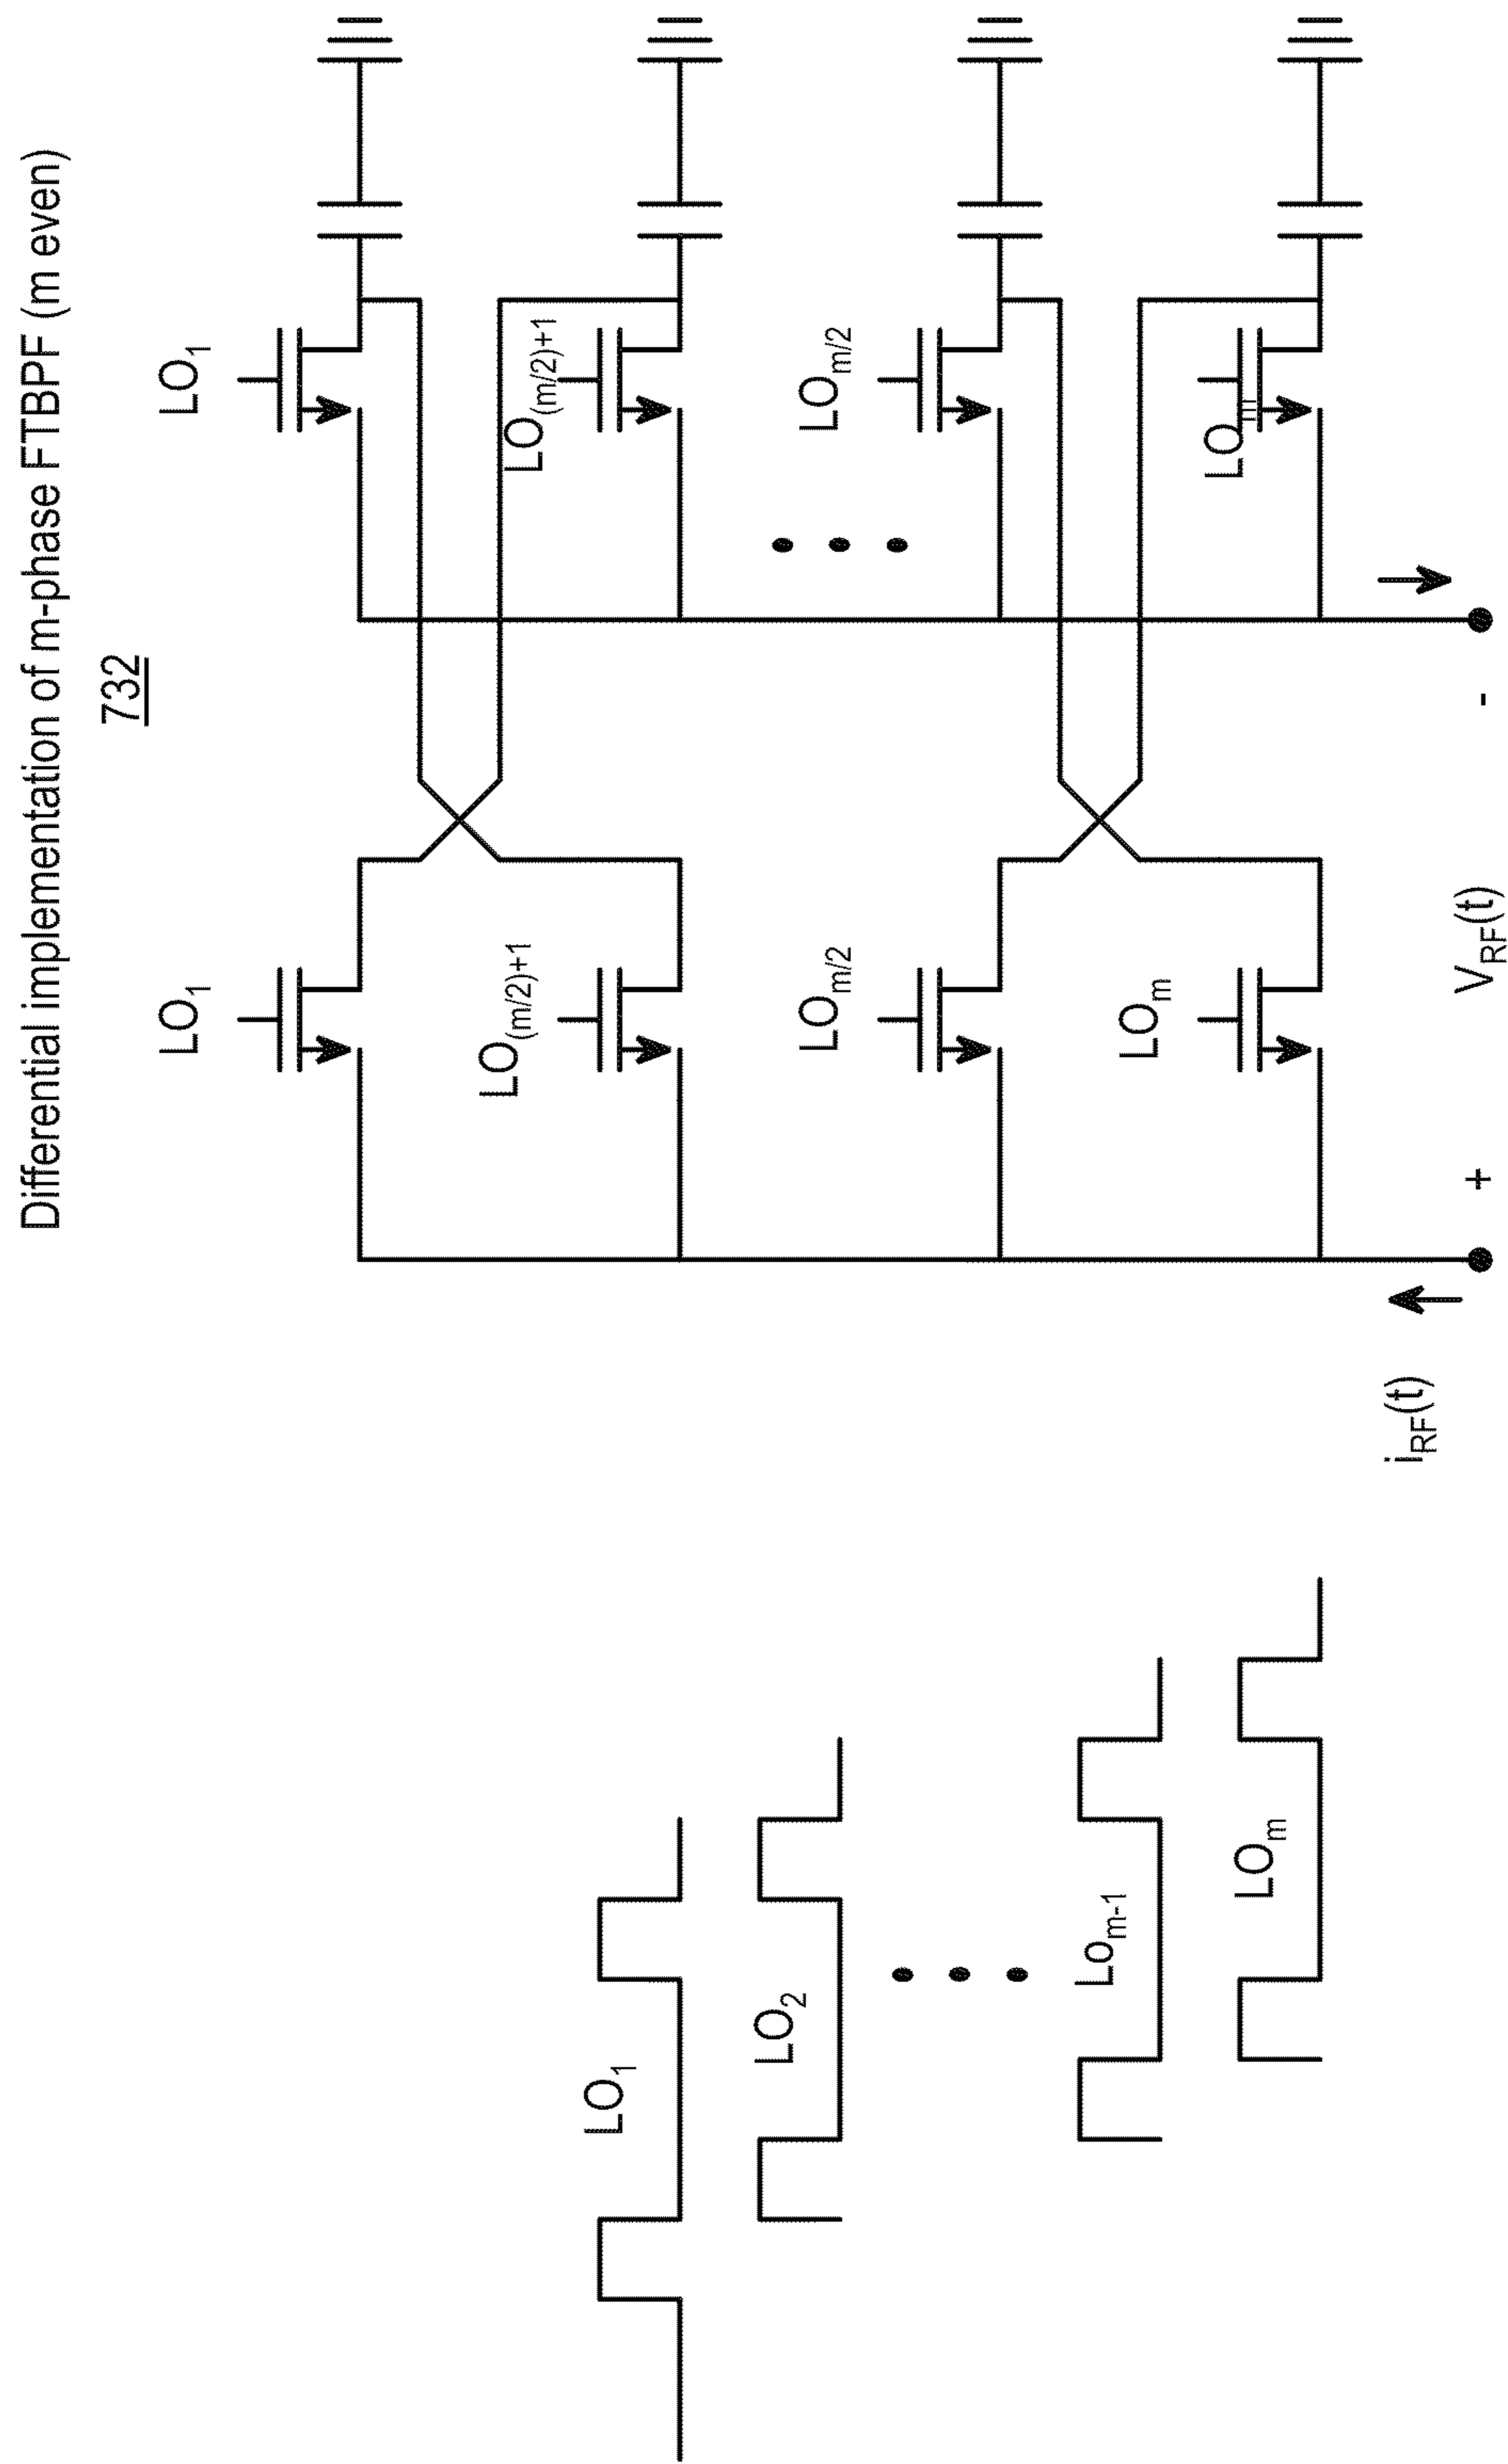 Differential implementation of m-phase FTBPF (m even)
732
LO1
LO2
Lom-1
LOm
LO1
LO(m/2)+1
LOm/2
LOm
LO1
LO(m/2)+1
LOm/2
LOm
iRF(t)
+ VRF(t) -